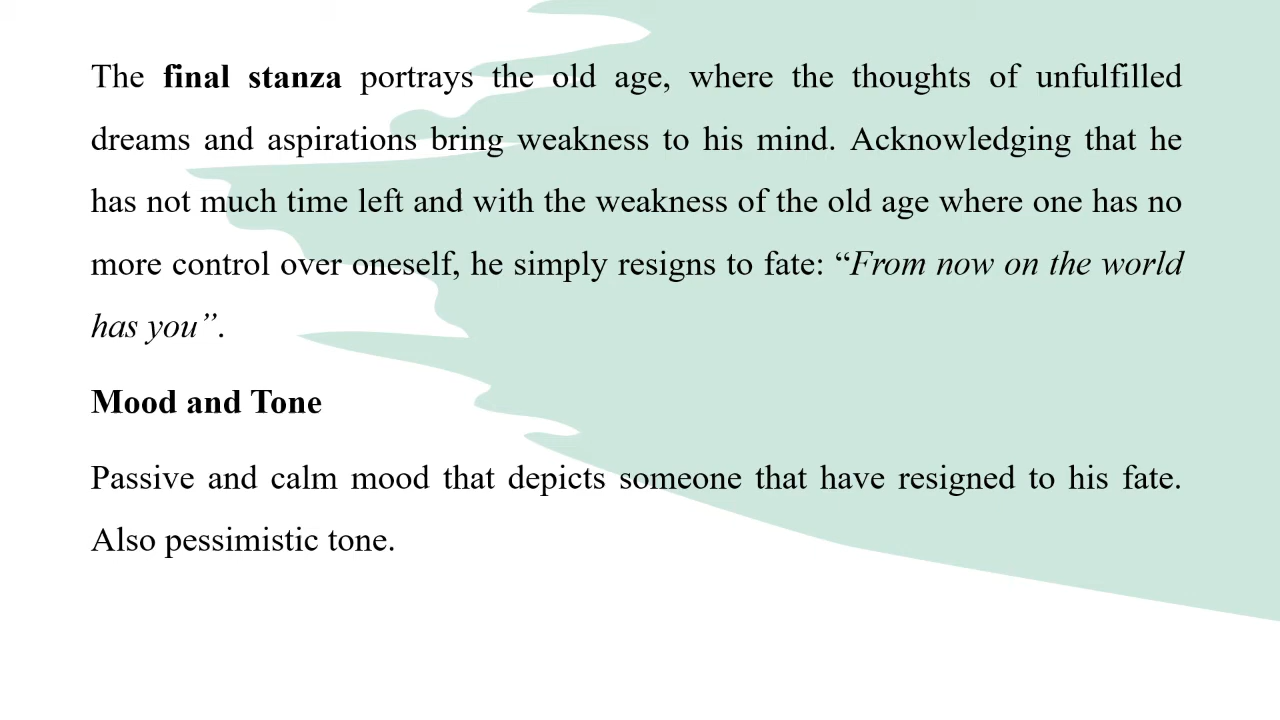 The final stanza portrays the old age, where the thoughts of unfulfilled
dreams and aspirations bring weakness to his mind. Acknowledging that he
has not much time left and with the weakness of the old age where one has no
more control over oneself, he simply resigns to fate: “From now on the world
has you”.
Mood and Tone
Passive and calm mood that depicts someone that have resigned to his fate.
Also pessimistic tone.